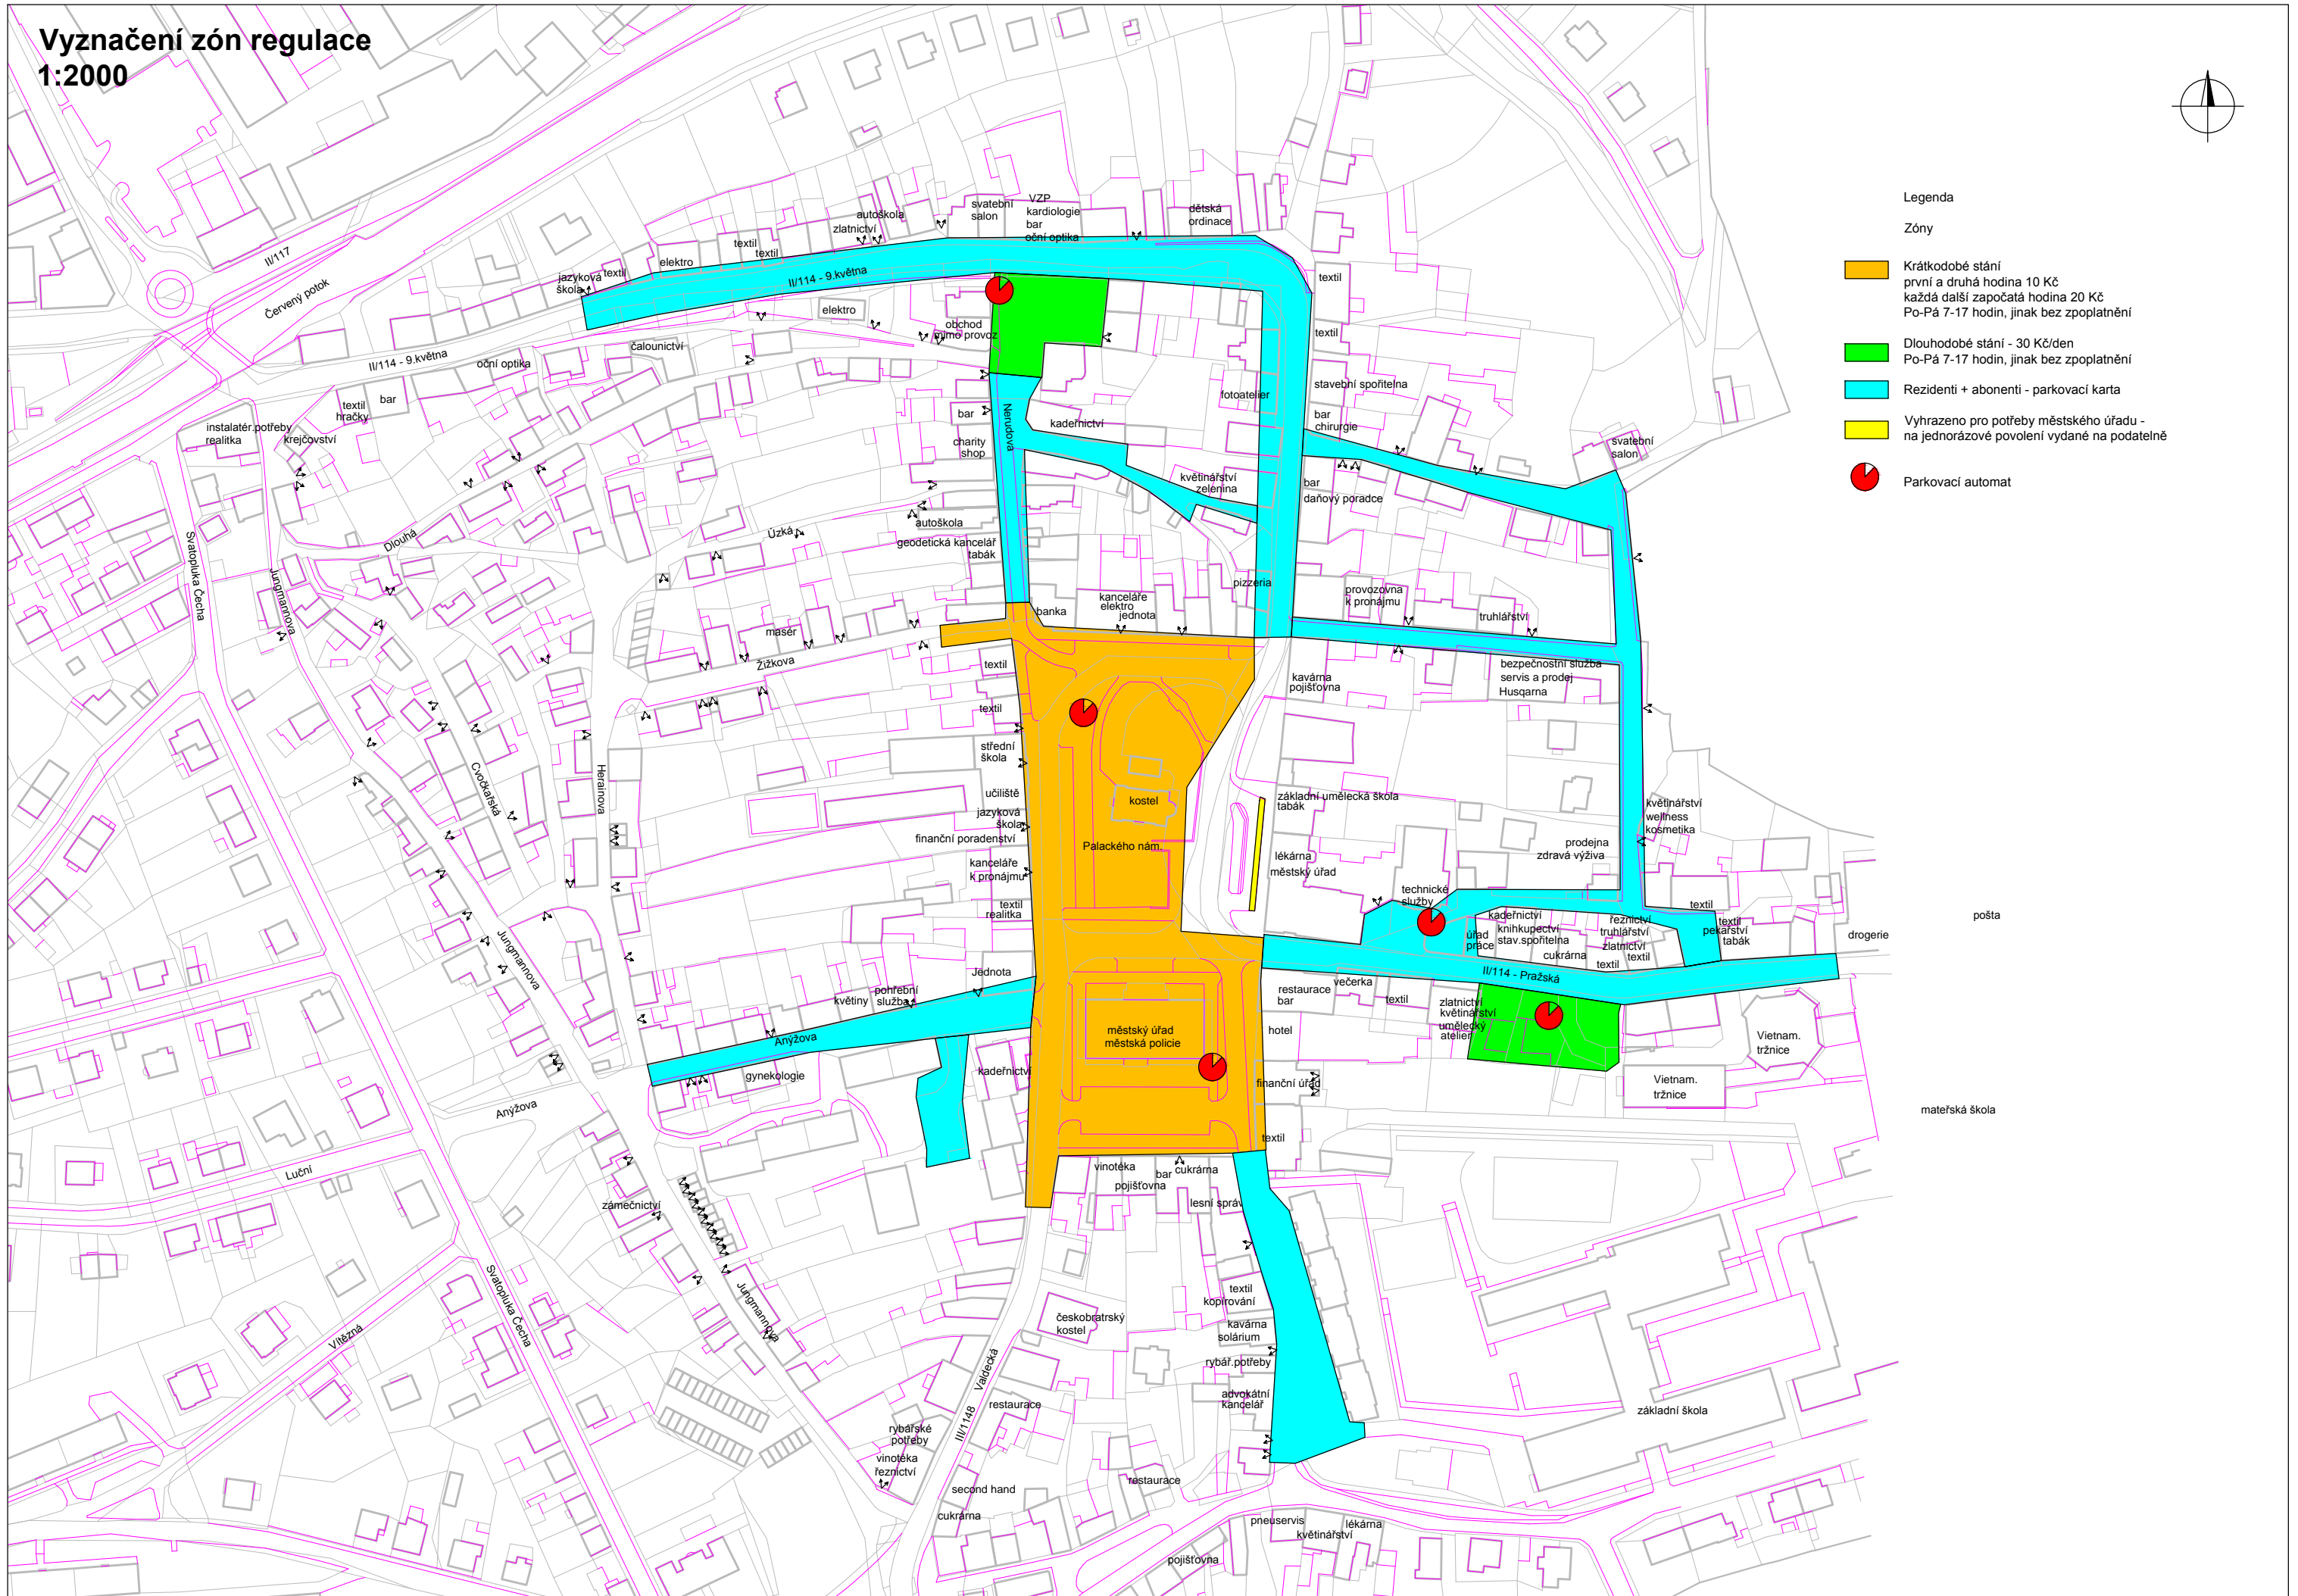 Vyznačení zón regulace
1:2000
Legenda
Zóny
Krátkodobé stání
první a druhá hodina 10 Kč
každá další započatá hodina 20 Kč
Po-Pá 7-17 hodin, jinak bez zpoplatnění
Dlouhodobé stání - 30 Kč/den
Po-Pá 7-17 hodin, jinak bez zpoplatnění
Rezidenti + abonenti - parkovací karta
Vyhrazeno pro potřeby městského úřadu -
na jednorázové povolení vydané na podatelně
Parkovací automat
II/117
Červený potok
jazyková
škola
textil
elektro
textil
textil
zlatnictví
autoškola
svatební
salon
VZP
kardiologie
bar
oční optika
dětská
ordinace
II/114 - 9.května
textil
elektro
obchod
mimo provoz
textil
II/114 - 9.května
oční optika
čalounictví
textil
hračky
bar
instalatér.potřeby
realitka
krejčovství
stavební spořitelna
fotoatelier
bar
chirurgie
bar
charity
shop
Nerudova
kadernictví
svatební
salon
květinářství
zelenina
bar
daňový poradce
autoškola
geodetická kancelář
tabák
Úzká
Dlouhá
Svatopluka Čecha
Jungmannova
pizzeria
provozovna
k pronájmu
truhlářství
banka
kanceláře
elektro
jednota
masér
Žižkova
textil
bezpečnostní služba
servis a prodej
Husqarna
kavárna
pojišťovna
textil
střední
škola
Cvočkařská
Herainova
učiliště
jazyková
škola
finanční poradenství
kostel
základní umělecká škola
tabák
květinářství
wellness
kosmetika
Palackého nám.
kanceláře
k pronájmu
lékárna
městský úřad
prodejna
zdravá výživa
textil
realitka
technické
služby
kadeřnictví
knihkupectví
stav.spořitelna
cukrárna
úřad
práce
řeznictví
truhlářství
zlatnictví
textil
textil
textil
textil
pekařství
tabák
drogerie
pošta
Jungmannova
Jednota
květiny
pohřební
služba
II/114 - Pražská
restaurace
bar
večerka
textil
zlatnictví
květinářství
umělecký
atelier
hotel
městský úřad
městská policie
Anýžova
gynekologie
kadeřnictví
finanční úřad
Vietnam.
tržnice
Vietnam.
tržnice
mateřská škola
Anýžova
textil
Luční
vinotéka
pojišťovna
bar
cukrárna
lesní správ
zámečnictví
textil
kopírování
kavárna
solárium
Svatopluka Čecha
Jungmannova
Vítězná
českobratrský
kostel
rybář.potřeby
advokátní
kancelář
III/1148
Valdecká
restaurace
základní škola
rybářské
potřeby
vinotéka
řeznictví
second hand
cukrárna
restaurace
pneuservis
květinářství
lékárna
pojišťovna